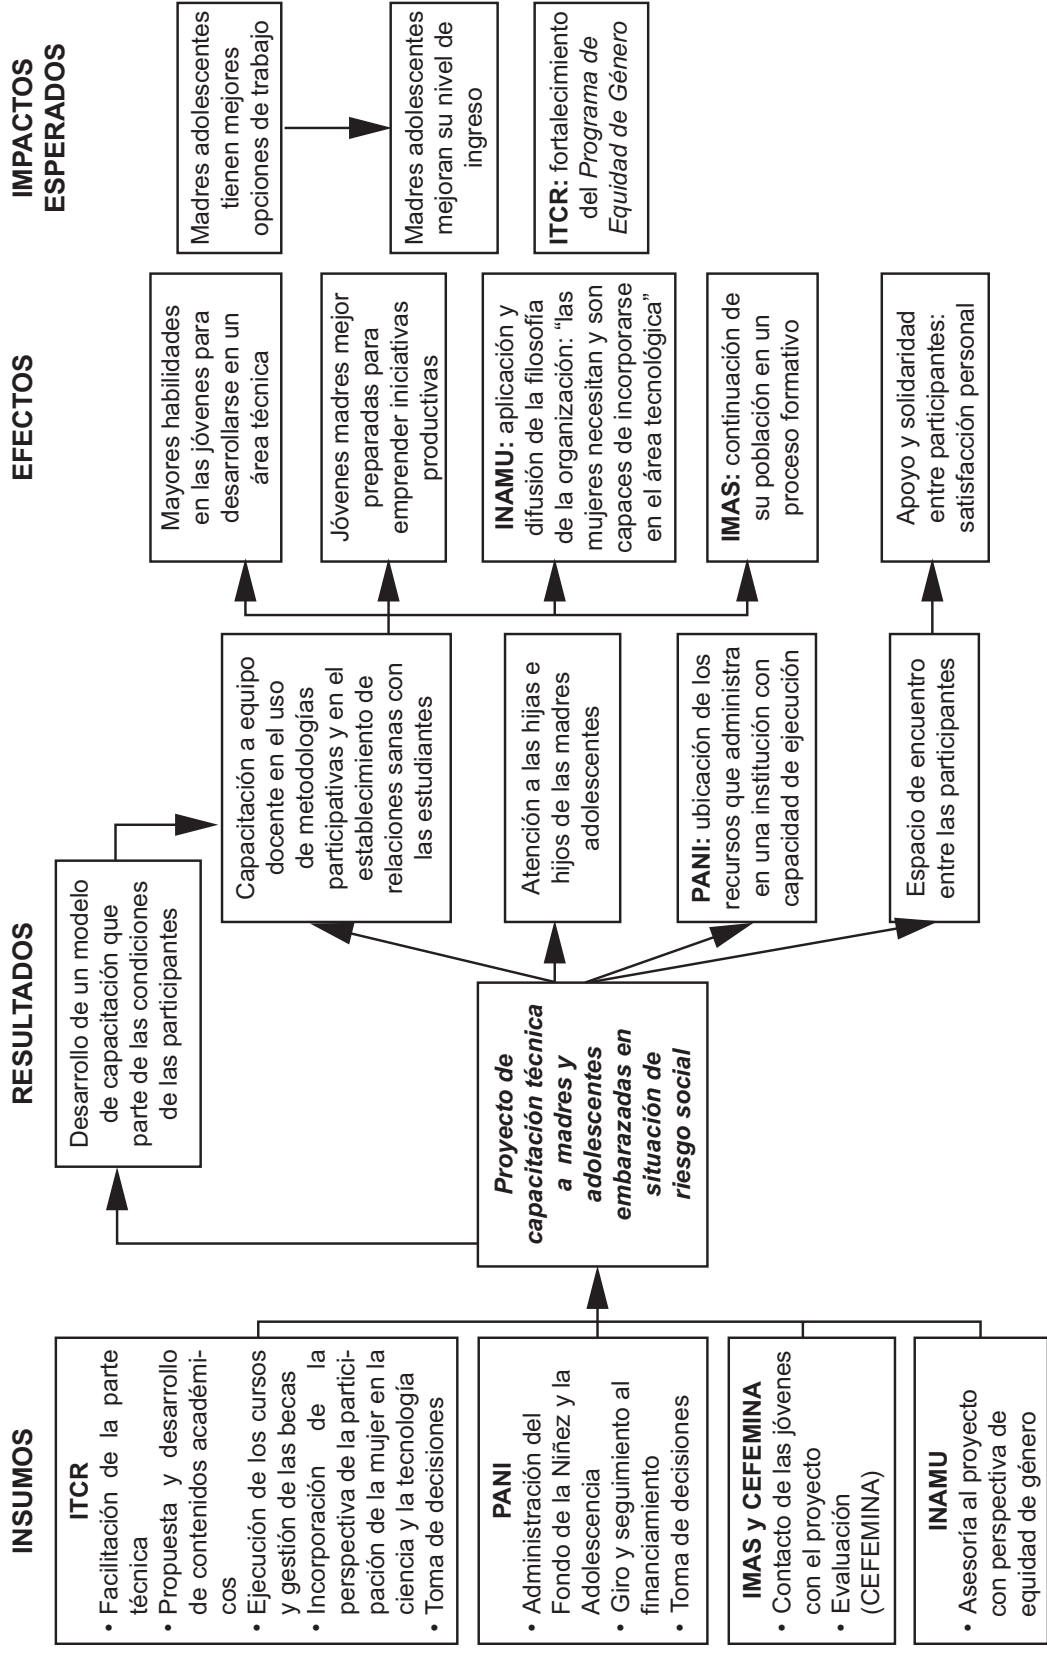 INSUMOS
ITCR
• Facilitación de la parte
técnica
• Propuesta y desarrollo
de contenidos académi-
cos
• Ejecución de los cursos
y gestión de las becas
• Incorporación de la
perspectiva de la partici-
pación de la mujer en la
ciencia y la tecnología
• Toma de decisiones
PANI
• Administración del
Fondo de la Niñez y la
Adolescencia
• Giro y seguimiento al
financiamiento
• Toma de decisiones
IMAS y CEFEMINA
• Contacto de las jóvenes
con el proyecto
• Evaluación
(CEFEMINA)
INAMU
• Asesoría al proyecto
con perspectiva de
equidad de género
Proyecto de
capacitación técnica
a madres y
adolescentes
embarazadas en
situación de
riesgo social
RESULTADOS
Desarrollo de un modelo
de capacitación que
parte de las condiciones
de las participantes
Capacitación a equipo
docente en el uso
de metodologías
participativas y en el
establecimiento de
relaciones sanas con
las estudiantes
Atención a las hijas e
hijos de las madres
adolescentes
PANI: ubicación de los
recursos que administra
en una institución con
capacidad de ejecución
Espacio de encuentro
entre las participantes
EFECTOS
Mayores habilidades
en las jóvenes para
desarrollarse en un
área técnica
Jóvenes madres mejor
preparadas para
emprender iniciativas
productivas
INAMU: aplicación y
difusión de la filosofía
de la organización: “las
mujeres necesitan y son
capaces de incorporarse
en el área tecnológica”
IMAS: continuación de
su población en un
proceso formativo
Apoyo y solidaridad
entre participantes:
satisfacción personal
IMPACTOS
ESPERADOS
Madres adolescentes
tienen mejores
opciones de trabajo
Madres adolescentes
mejoran su nivel de
ingreso
ITCR: fortalecimiento
del Programa de
Equidad de Género